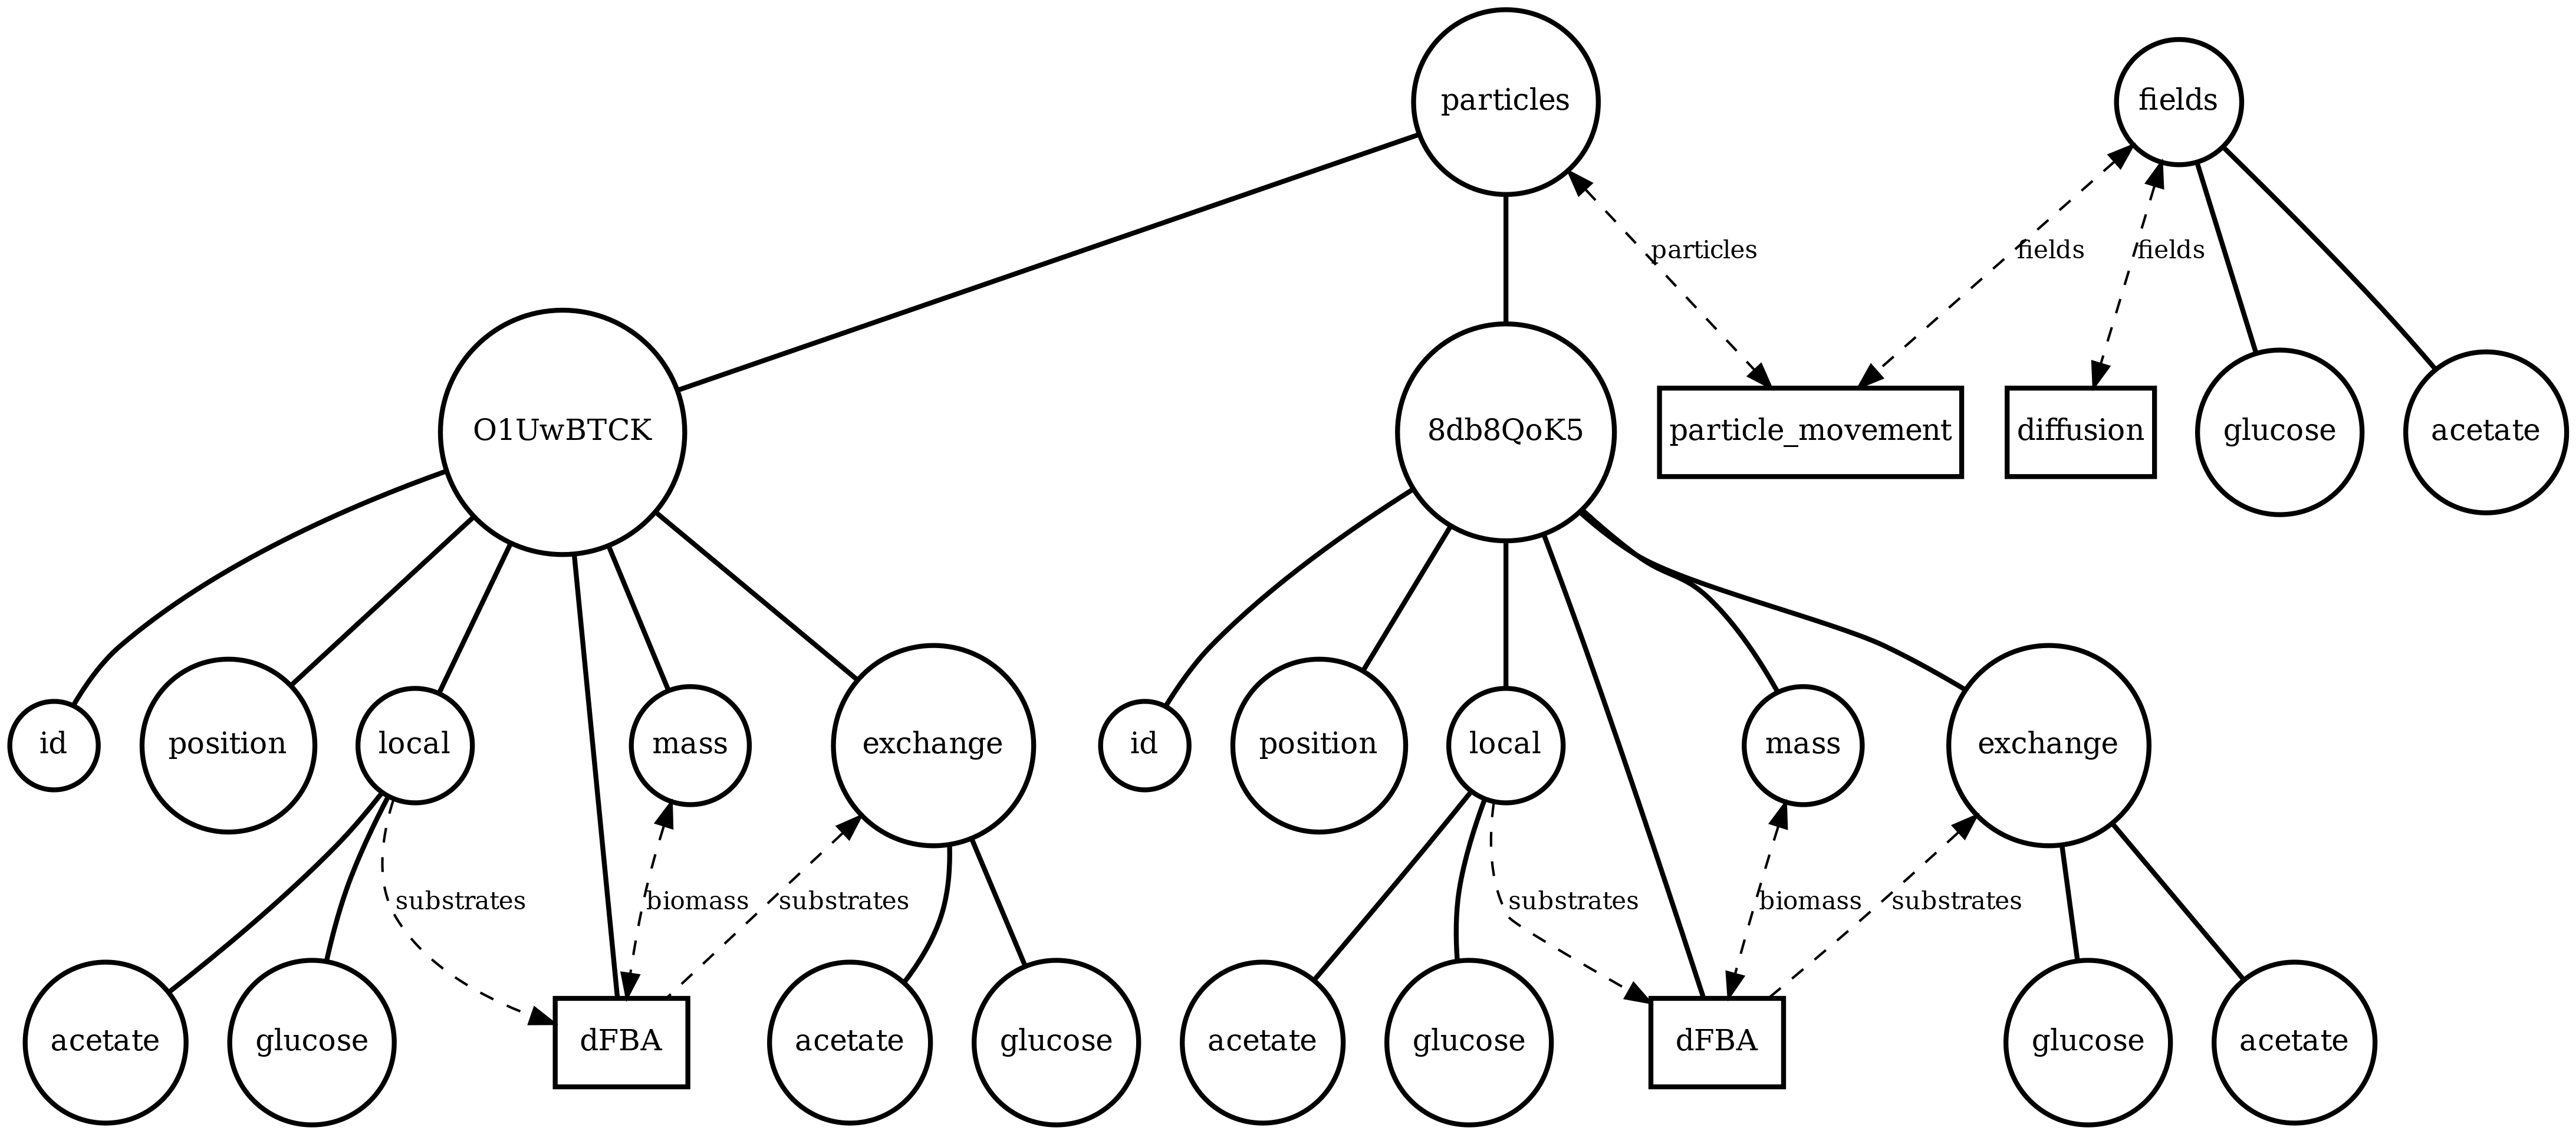 particles
fields
particles
fields
fields
O1UwBTCK
8db8QoK5
particle_movement
diffusion
glucose
acetate
id
position
local
mass
exchange
id
position
local
mass
exchange
substrates
biomass
substrates
substrates
biomass
substrates
acetate
glucose
dFBA
acetate
glucose
acetate
glucose
dFBA
glucose
acetate